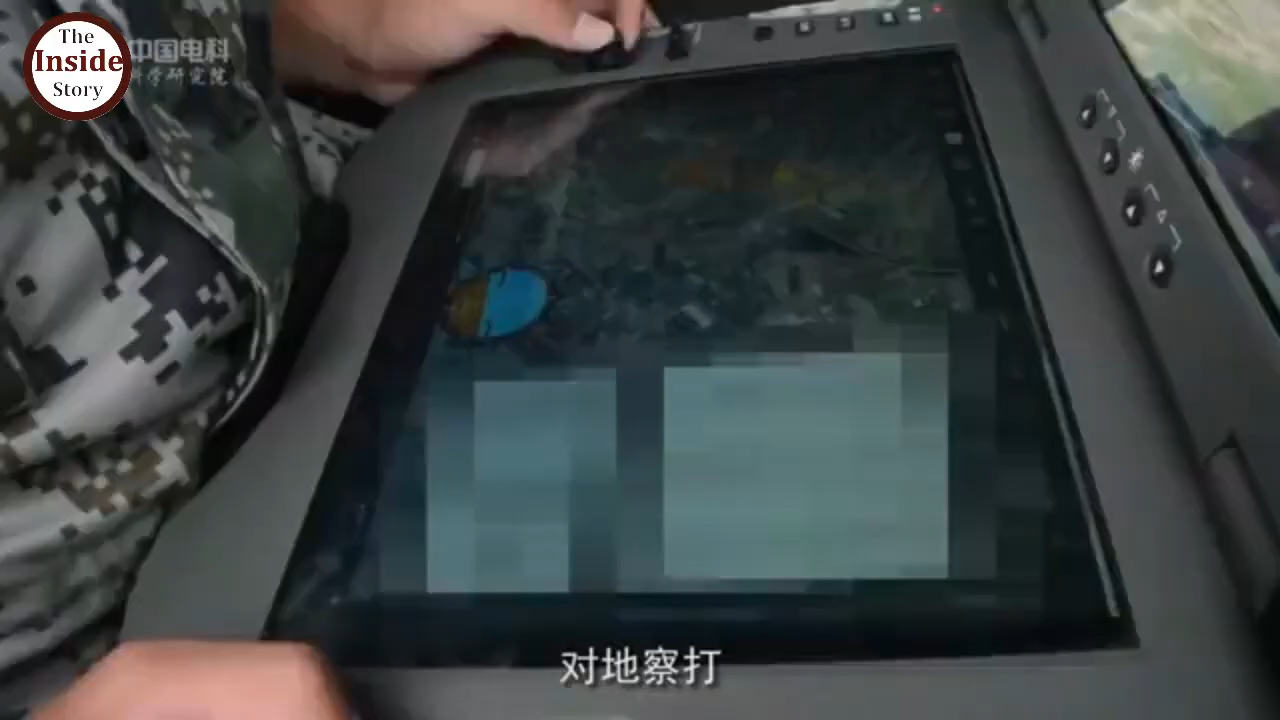 The
Inside
Story
中国电科
学研究院
对地察打